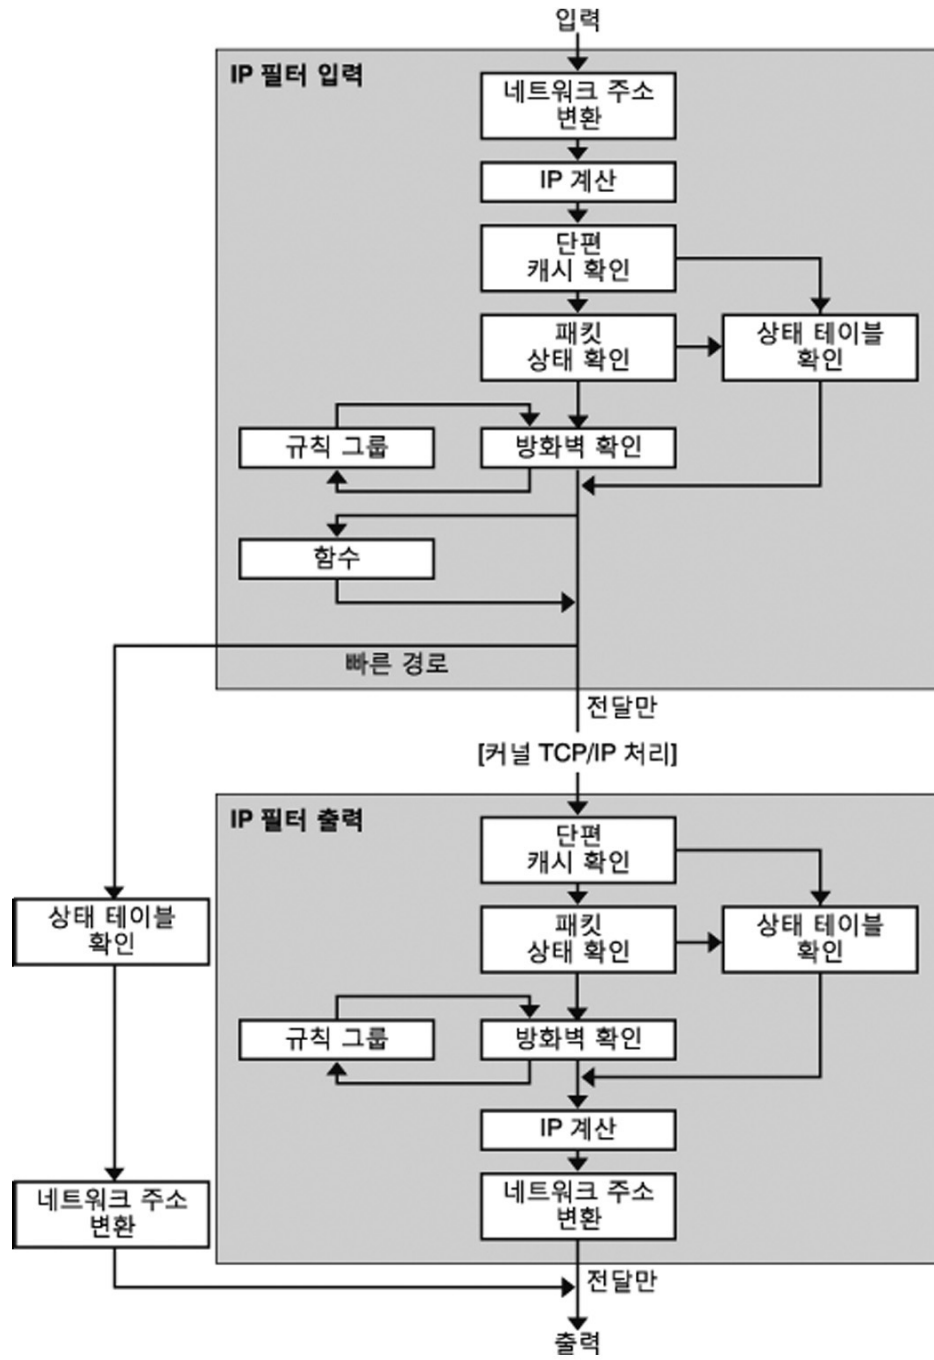 입력
IP 필터 입력
네트워크 주소
변환
IP 계산
단편
캐시 확인
패킷
상태 확인
상태 테이블
확인
규칙 그룹
방화벽 확인
함수
빠른 경로
전달만
[커널 TCP/IP 처리]
IP 필터 출력
단편
캐시 확인
상태 테이블
확인
패킷
상태 확인
상태 테이블
확인
규칙 그룹
방화벽 확인
IP 계산
네트워크 주소
변환
네트워크 주소
변환
전달만
출력